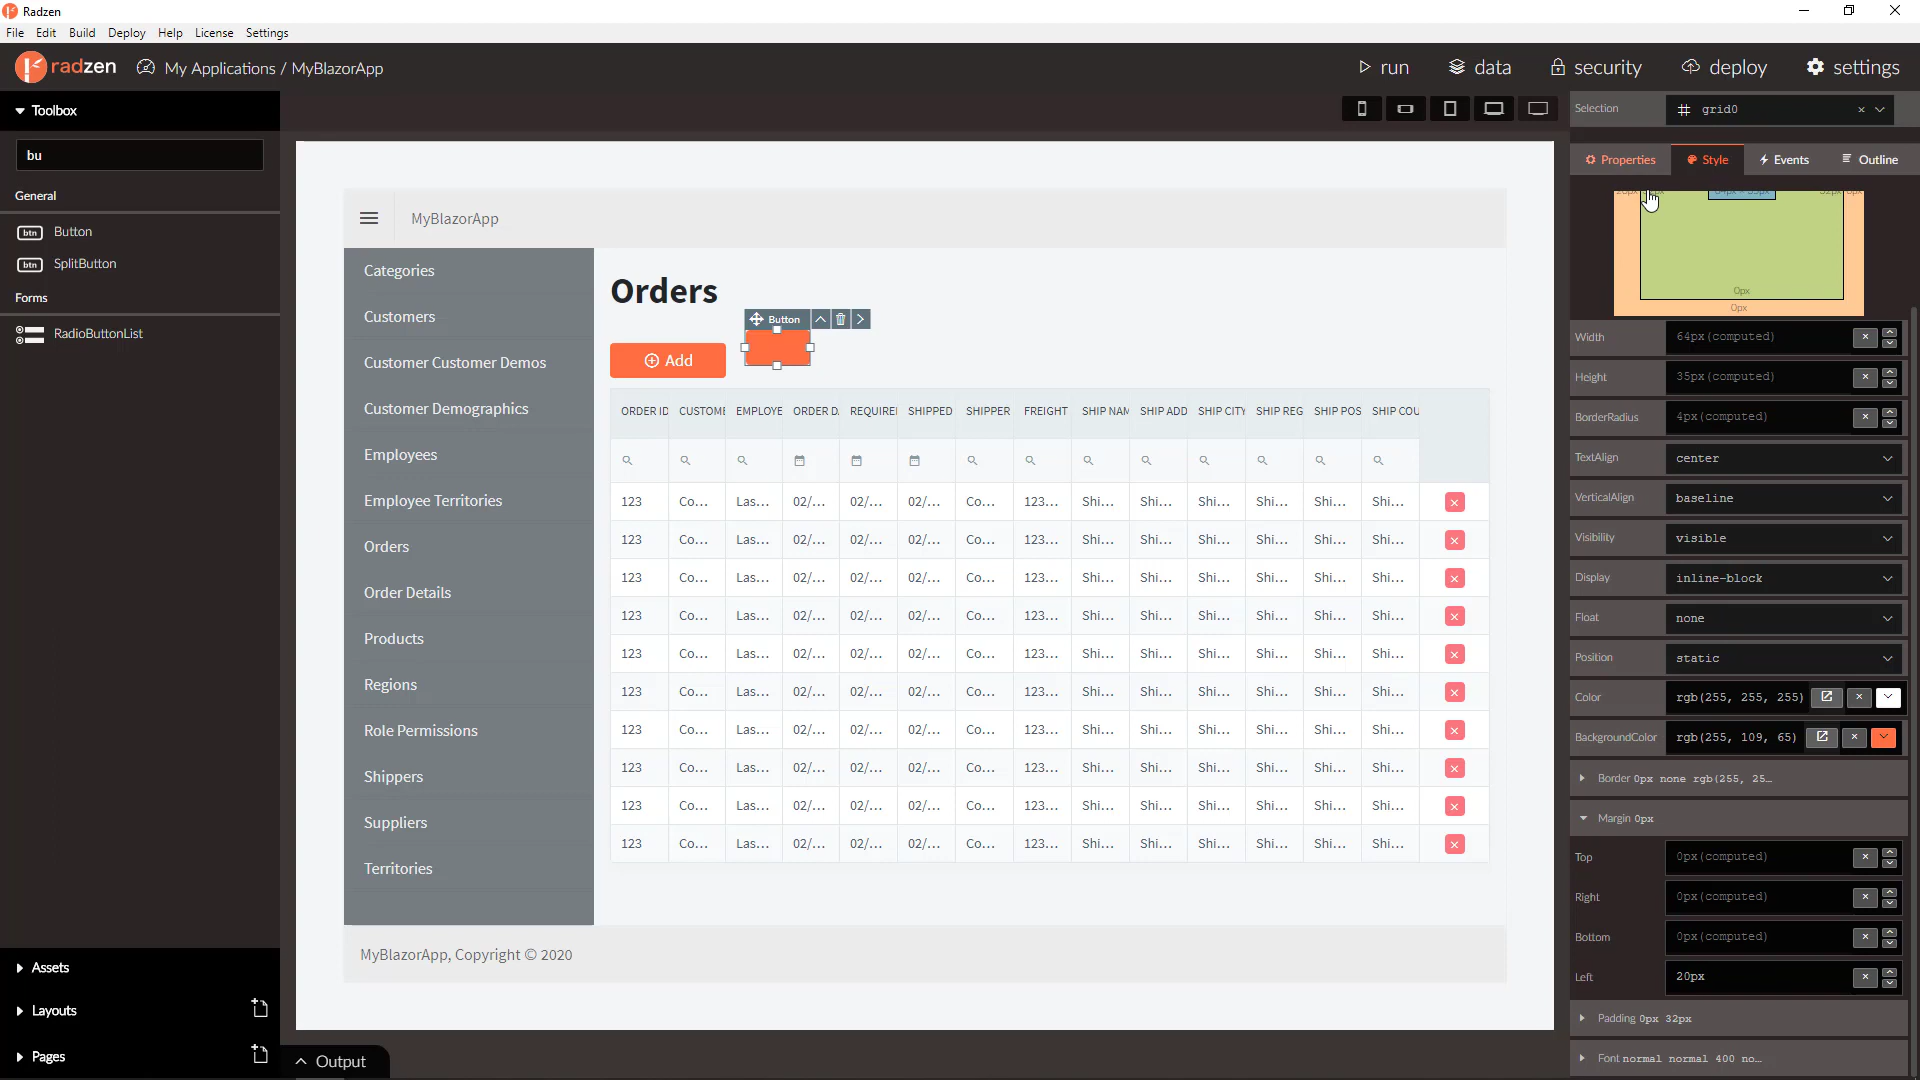 Radzen
File Edit Build Deploy Help License Settings
radzen My Applications / MyBlazorApp run data security deploy settings
Toolbox
bu
General
btn Button
btn SplitButton
Forms
RadioButtonList
Assets
Layouts
Pages
MyBlazorApp
Categories
Customers
Customer Customer Demos
Customer Demographics
Employees
Employee Territories
Orders
Order Details
Products
Regions
Role Permissions
Shippers
Suppliers
Territories
Orders
Button
Add
ORDER ID CUSTOME EMPLOYE ORDER D. REQUIREI SHIPPED SHIPPER FREIGHT SHIP NAM SHIP ADD SHIP CITY SHIP REG SHIP POS SHIP COU
123 Co... Las... 02/... 02/... 02/... Co... 123... Shi... Shi... Shi... Shi... Shi... Shi...
123 Co... Las... 02/... 02/... 02/... Co... 123... Shi... Shi... Shi... Shi... Shi... Shi...
123 Co... Las... 02/... 02/... 02/... Co... 123... Shi... Shi... Shi... Shi... Shi... Shi...
123 Co... Las... 02/... 02/... 02/... Co... 123... Shi... Shi... Shi... Shi... Shi... Shi...
123 Co... Las... 02/... 02/... 02/... Co... 123... Shi... Shi... Shi... Shi... Shi... Shi...
123 Co... Las... 02/... 02/... 02/... Co... 123... Shi... Shi... Shi... Shi... Shi... Shi...
123 Co... Las... 02/... 02/... 02/... Co... 123... Shi... Shi... Shi... Shi... Shi... Shi...
123 Co... Las... 02/... 02/... 02/... Co... 123... Shi... Shi... Shi... Shi... Shi... Shi...
123 Co... Las... 02/... 02/... 02/... Co... 123... Shi... Shi... Shi... Shi... Shi... Shi...
123 Co... Las... 02/... 02/... 02/... Co... 123... Shi... Shi... Shi... Shi... Shi... Shi...
MyBlazorApp, Copyright © 2020
Output
Selection grid0
Properties Style Events Outline
0px
0px
Width 64px(computed)
Height 35px(computed)
BorderRadius 4px(computed)
TextAlign center
VerticalAlign baseline
Visibility visible
Display inline-block
Float none
Position static
Color rgb(255, 255, 255)
BackgroundColor rgb(255, 109, 65)
Border 0px none rgb(255, 25…
Margin 0px
Top 0px(computed)
Right 0px(computed)
Bottom 0px(computed)
Left 20px
Padding 0px 32px
Font normal normal 400 no…